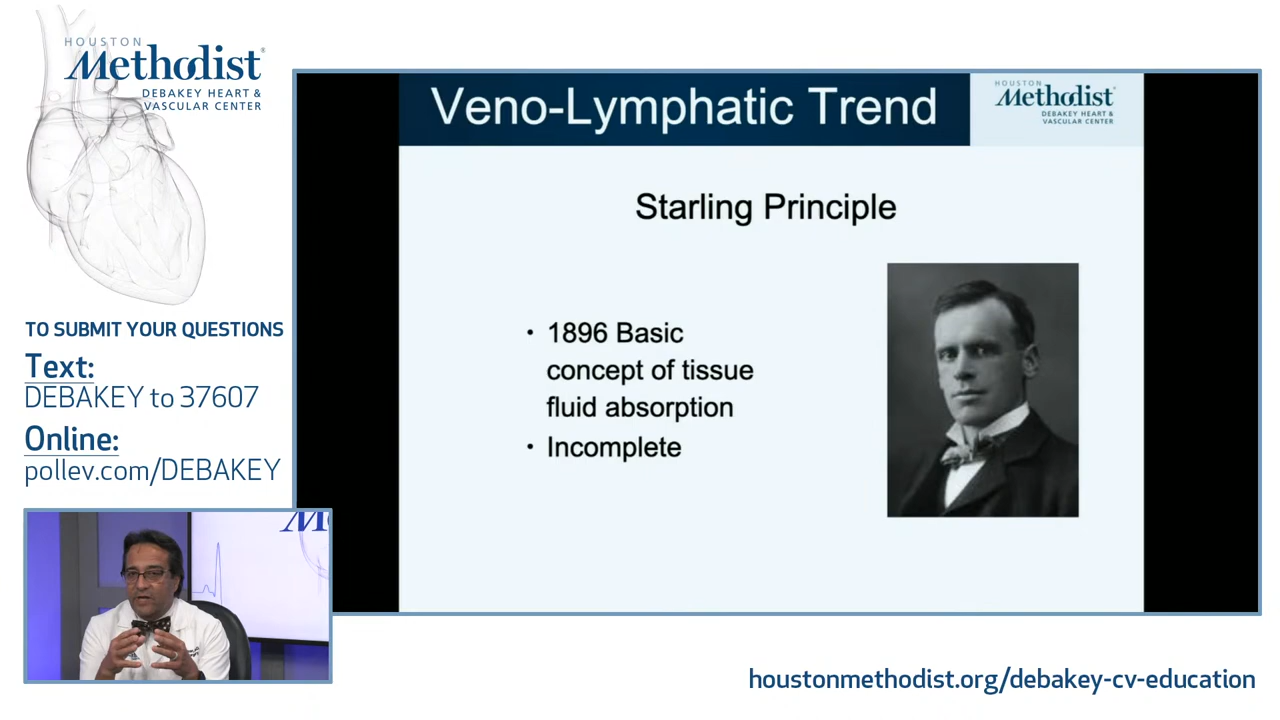 HOUSTON
Methodist
DEBAKEY HEART &
VASCULAR CENTER
TO SUBMIT YOUR QUESTIONS
Text:
DEBAKEY to 37607
Online:
pollev.com/DEBAKEY
Veno-Lymphatic Trend
HOUSTON
Methodist
DEBAKEY HEART &
VASCULAR CENTER
Starling Principle
• 1896 Basic
concept of tissue
fluid absorption
• Incomplete
houstonmethodist.org/debakey-cv-education